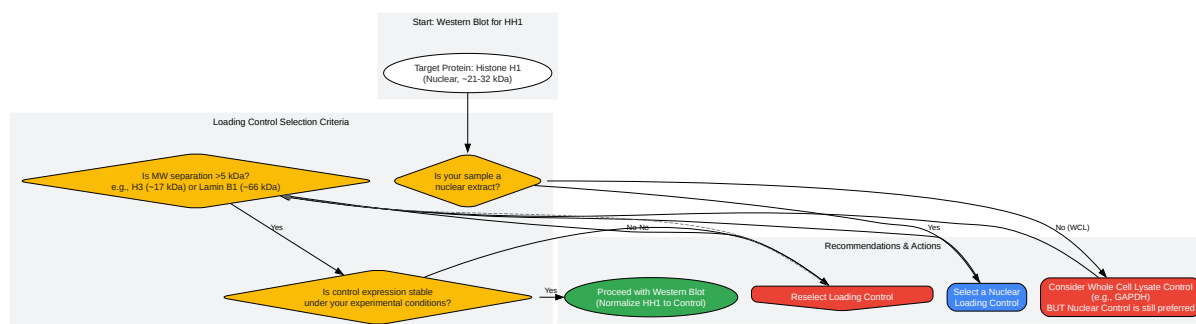 Start: Western Blot for HH1
Target Protein: Histone H1
(Nuclear, ~21-32 kDa)
Loading Control Selection Criteria
Is MW separation >5 kDa?
e.g., H3 (~17 kDa) or Lamin B1 (~66 kDa)
Is your sample a
nuclear extract?
Yes
No No
Yes
No (WCL)
Recommendations & Actions
Is control expression stable
under your experimental conditions?
Yes
Proceed with Western Blot
(Normalize HH1 to Control)
Reselect Loading Control
Select a Nuclear
Loading Control
Consider Whole Cell Lysate Control
(e.g., GAPDH)
BUT Nuclear Control is still preferred